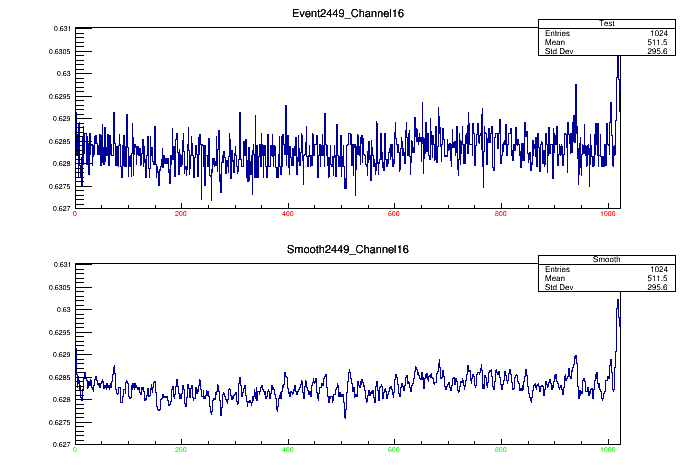 Event2449_Channel16
Test
Entries 1024
Mean 511.5
Std Dev 295.6
0.631
0.6305
0.63
0.6295
0.629
0.6285
0.628
0.6275
0.627
0 200 400 600 800 1000
Smooth2449_Channel16
Smooth
Entries 1024
Mean 511.5
Std Dev 295.6
0.631
0.6305
0.63
0.6295
0.629
0.6285
0.628
0.6275
0.627
0 200 400 600 800 1000